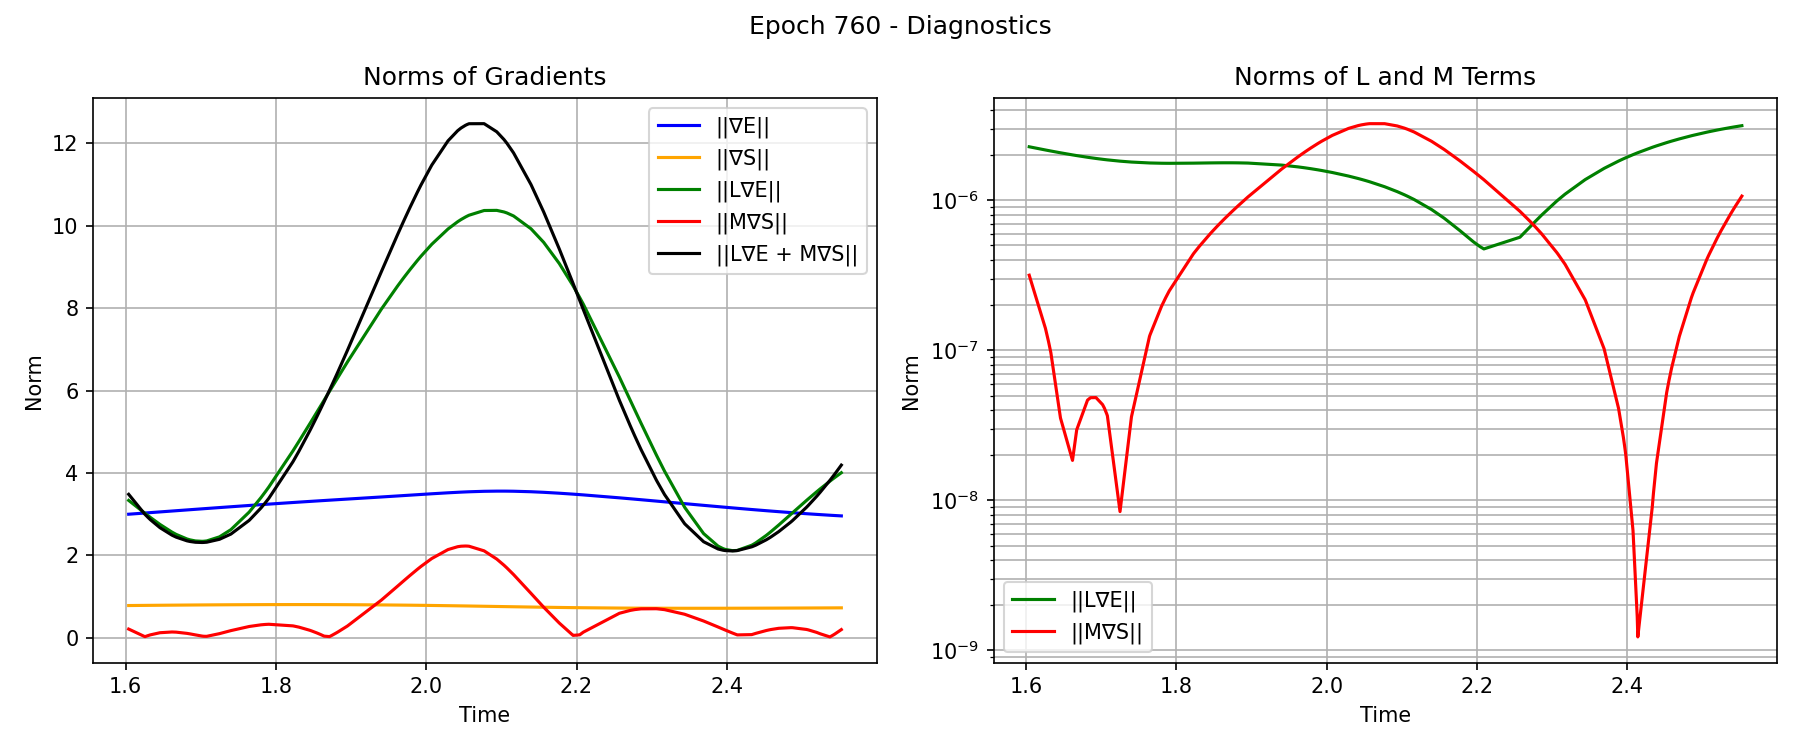 Epoch 760 - Diagnostics
Norms of Gradients
Norm
12
10
8
6
4
2
0
1.6
1.8
2.0
2.2
2.4
Time
||∇E||
||∇S||
||L∇E||
||M∇S||
||L∇E + M∇S||
Norms of L and M Terms
Norm
10⁻⁶
10⁻⁷
10⁻⁸
10⁻⁹
1.6
1.8
2.0
2.2
2.4
Time
||L∇E||
||M∇S||